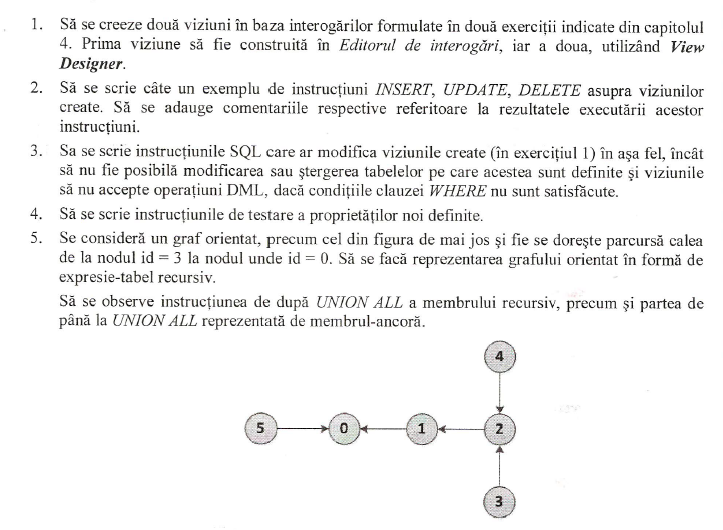 1. Să se creeze două viziuni în baza interogărilor formulate în două exerciții indicate din capitolul
4. Prima viziune să fie construită în Editorul de interogări, iar a doua, utilizând View
Designer.
2. Să se scrie câte un exemplu de instrucțiuni INSERT, UPDATE, DELETE asupra viziunilor
create. Să se adauge comentariile respective referitoare la rezultatele executării acestor
instrucțiuni.
3. Sa se scrie instrucțiunile SQL care ar modifica viziunile create (în exercițiul 1) în așa fel, încât
să nu fie posibilă modificarea sau ștergerea tabelelor pe care acestea sunt definite și viziunile
să nu accepte operațiuni DML, dacă condițiile clauzei WHERE nu sunt satisfăcute.
4. Să se scrie instrucțiunile de testare a proprietăților noi definite.
5. Se consideră un graf orientat, precum cel din figura de mai jos și fie se dorește parcursă calea
de la nodul id = 3 la nodul unde id = 0. Să se facă reprezentarea grafului orientat în formă de
expresie-tabel recursiv.
Să se observe instrucțiunea de după UNION ALL a membrului recursiv, precum și partea de
până la UNION ALL reprezentată de membrul-ancoră.
4
5 0 1 2
3